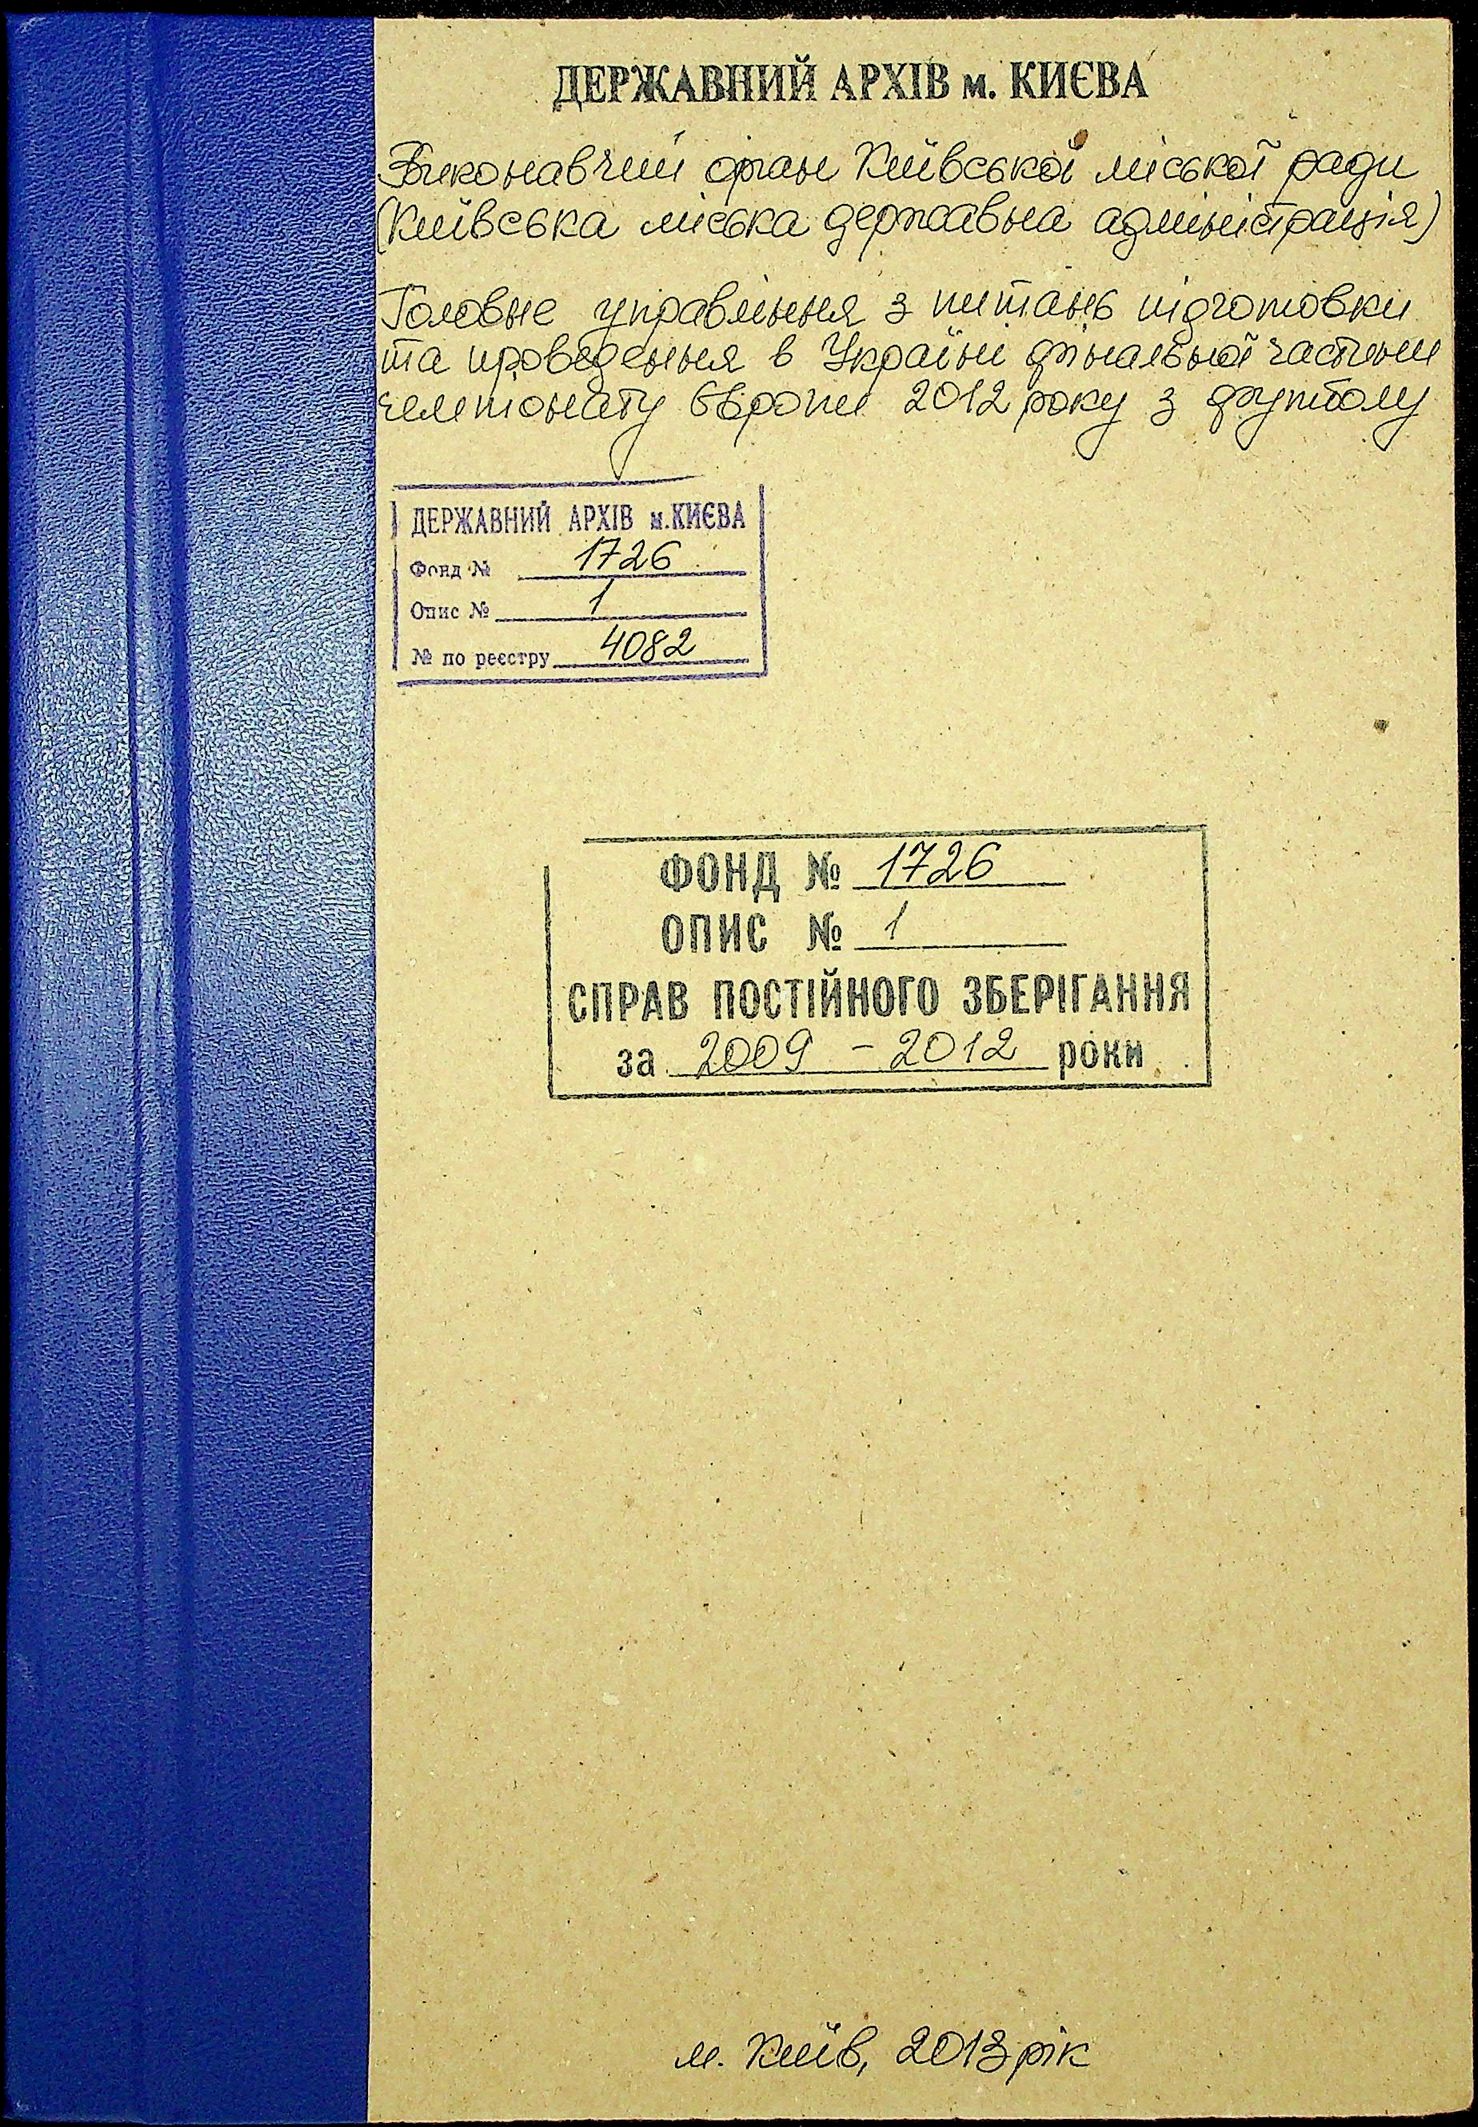 ДЕРЖАВНИЙ АРХІВ м. КИЄВА
Виконавчий орган Київської міської ради
(Київська міська державна адміністрація)
Головне управління з питань підготовки
та проведення в Україні фінальної частини
чемпіонату Європи 2012 року з футболу
ДЕРЖАВНИЙ АРХІВ м.КИЄВА
Фонд № 1726
Опис № 1
№ по реєстру 4082
ФОНД № 1726
ОПИС № 1
СПРАВ ПОСТІЙНОГО ЗБЕРІГАННЯ
за 2009 – 2012 роки
м. Київ, 2013 рік